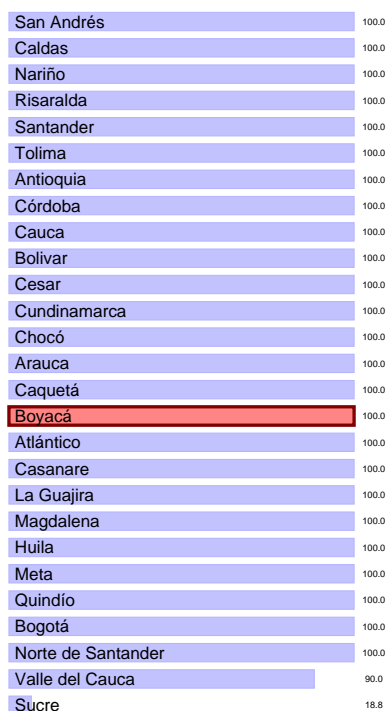 San Andrés 100.0
Caldas 100.0
Nariño 100.0
Risaralda 100.0
Santander 100.0
Tolima 100.0
Antioquia 100.0
Córdoba 100.0
Cauca 100.0
Bolivar 100.0
Cesar 100.0
Cundinamarca 100.0
Chocó 100.0
Arauca 100.0
Caquetá 100.0
Boyacá 100.0
Atlántico 100.0
Casanare 100.0
La Guajira 100.0
Magdalena 100.0
Huila 100.0
Meta 100.0
Quindío 100.0
Bogotá 100.0
Norte de Santander 100.0
Valle del Cauca 90.0
Sucre 18.8